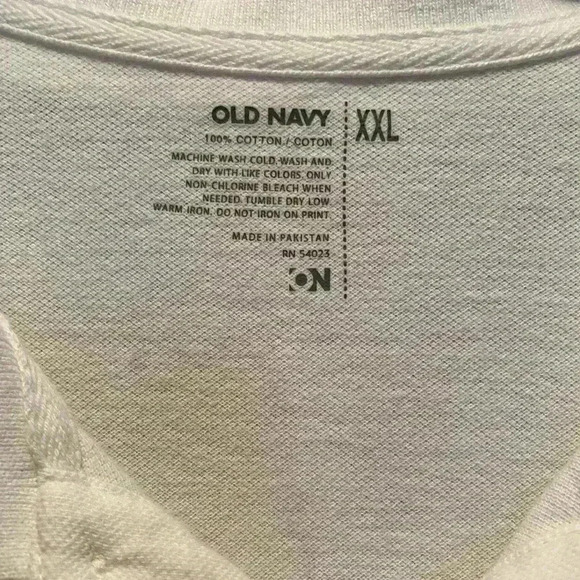 OLD NAVY
XXL
100% COTTON / COTON
MACHINE WASH COLD. WASH AND
DRY WITH LIKE COLORS. ONLY
NON-CHLORINE BLEACH WHEN
NEEDED. TUMBLE DRY LOW
WARM IRON. DO NOT IRON ON PRINT.
MADE IN PAKISTAN
RN 54023
ON